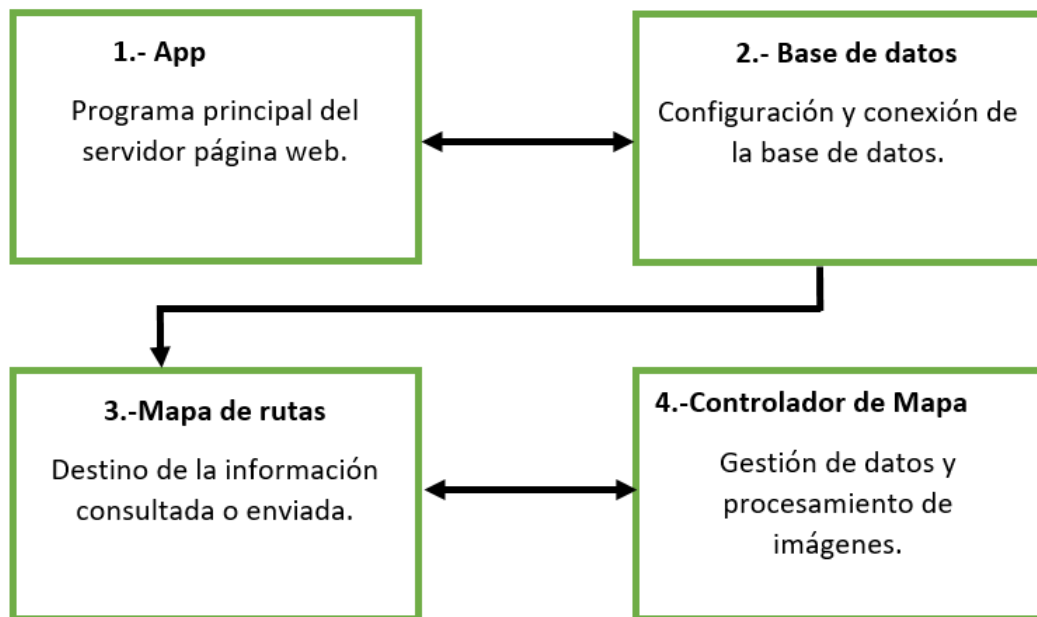 1.- App
Programa principal del
servidor página web.
2.- Base de datos
Configuración y conexión de
la base de datos.
3.-Mapa de rutas
Destino de la información
consultada o enviada.
4.-Controlador de Mapa
Gestión de datos y
procesamiento de
imágenes.